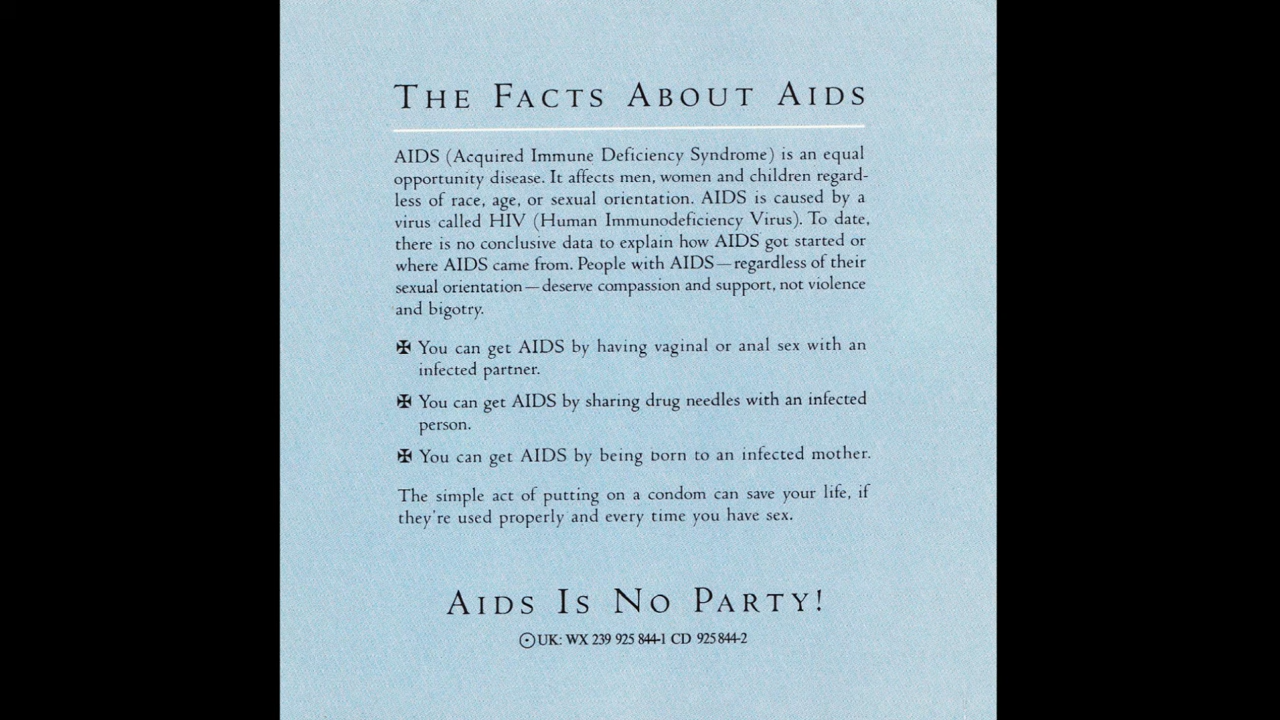 THE FACTS ABOUT AIDS
AIDS (Acquired Immune Deficiency Syndrome) is an equal
opportunity disease. It affects men, women and children regard-
less of race, age, or sexual orientation. AIDS is caused by a
virus called HIV (Human Immunodeficiency Virus). To date,
there is no conclusive data to explain how AIDS got started or
where AIDS came from. People with AIDS—regardless of their
sexual orientation—deserve compassion and support, not violence
and bigotry.
✠ You can get AIDS by having vaginal or anal sex with an
infected partner.
✠ You can get AIDS by sharing drug needles with an infected
person.
✠ You can get AIDS by being born to an infected mother.
The simple act of putting on a condom can save your life, if
they're used properly and every time you have sex.
AIDS IS NO PARTY!
⊙UK: WX 239 925 844-1 CD 925 844-2